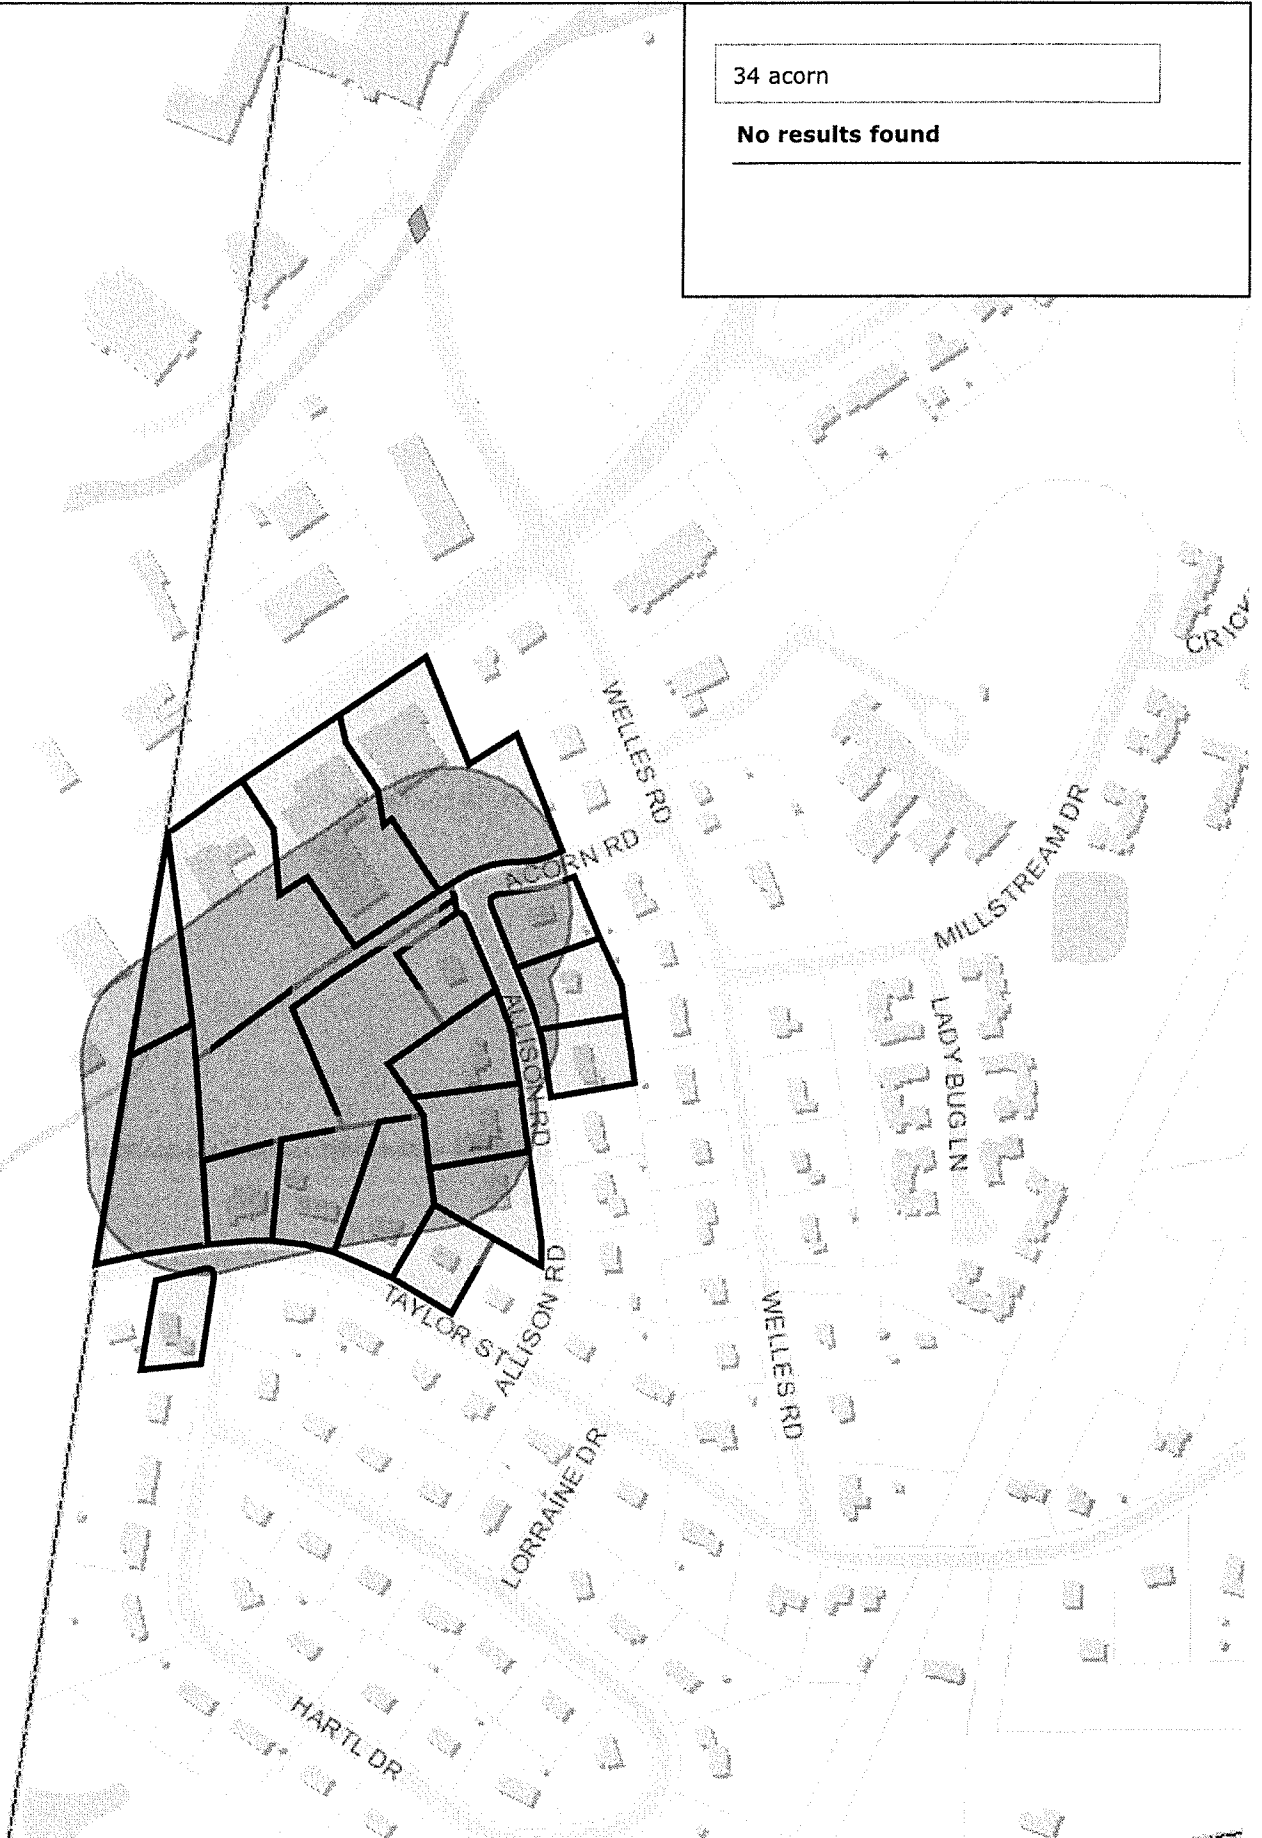 34 acorn
No results found
CRICK
WELLES RD
ACORN RD
MILLSTREAM DR
ALLISON RD
LADY BUG LN
TAYLOR ST
ALLISON RD
WELLES RD
LORRAINE DR
HARTL DR